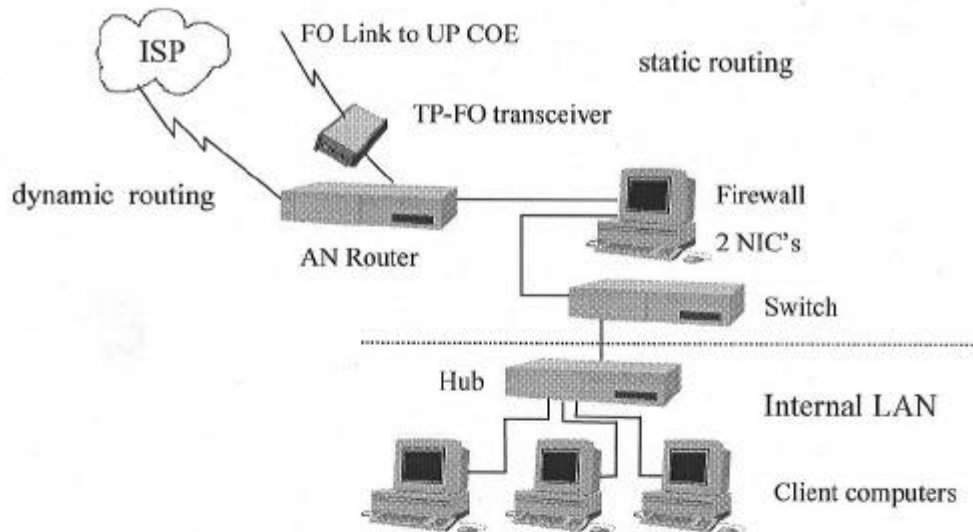 ISP
FO Link to UP COE
static routing
TP-FO transceiver
dynamic routing
AN Router
Firewall
2 NIC's
Switch
Hub
Internal LAN
Client computers